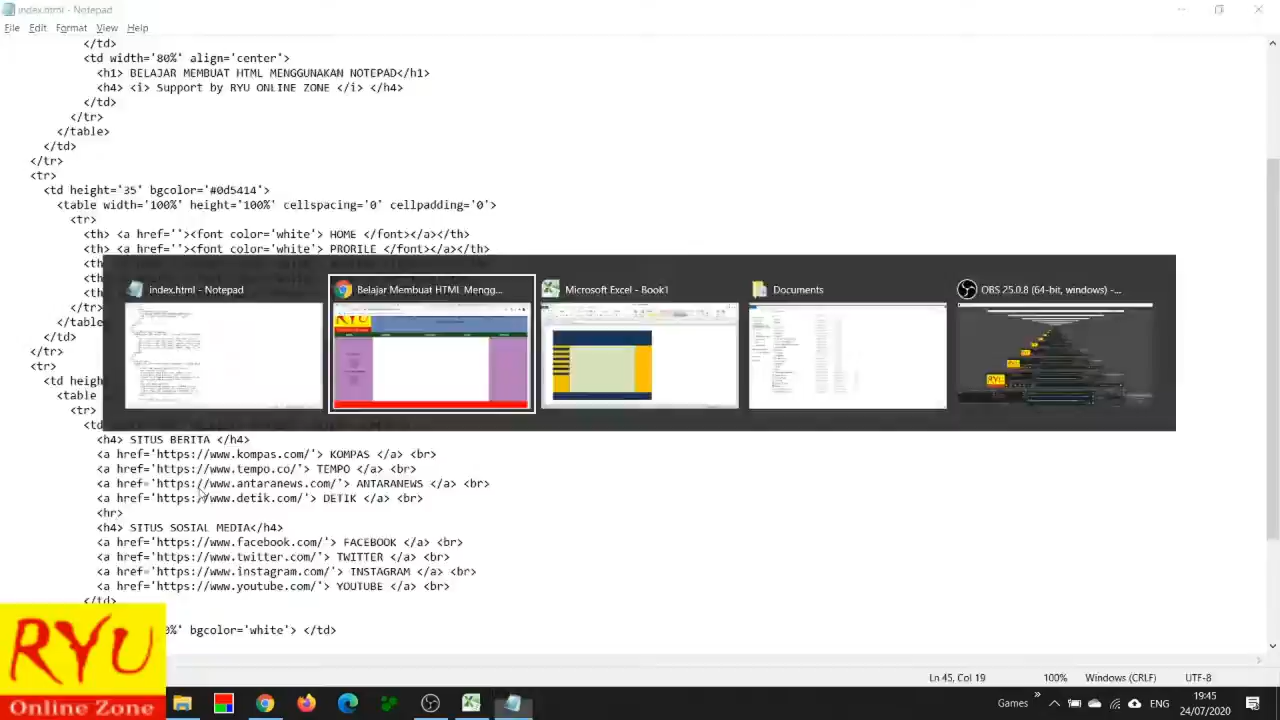 index.html - Notepad
File Edit Format View Help
</td>
<td width='80%' align='center'>
<h1> BELAJAR MEMBUAT HTML MENGGUNAKAN NOTEPAD</h1>
<h4> <i> Support by RYU ONLINE ZONE </i> </h4>
</td>
</tr>
</table>
</td>
</tr>
<tr>
<td height='35' bgcolor='#0d5414'>
<table width='100%' height='100%' cellspacing='0' cellpadding='0'>
<tr>
<th> <a href=''><font color='white'> HOME </font></a></th>
<th> <a href=''><font color='white'> PRORILE </font></a></th>
index.html - Notepad
Belajar Membuat HTML Mengg...
Microsoft Excel - Book1
Documents
OBS 25.0.8 (64-bit, windows) -...
<tr>
<table
<tr>
<h4> SITUS BERITA </h4>
<a href='https://www.kompas.com/'> KOMPAS </a> <br>
<a href='https://www.tempo.co/'> TEMPO </a> <br>
<a href='https://www.antaranews.com/'> ANTARANEWS </a> <br>
<a href='https://www.detik.com/'> DETIK </a> <br>
<hr>
<h4> SITUS SOSIAL MEDIA</h4>
<a href='https://www.facebook.com/'> FACEBOOK </a> <br>
<a href='https://www.twitter.com/'> TWITTER </a> <br>
<a href='https://www.instagram.com/'> INSTAGRAM </a> <br>
<a href='https://www.youtube.com/'> YOUTUBE </a> <br>
</td>
bgcolor='white'> </td>
RYU
Online Zone
Ln 45, Col 19 100% Windows (CRLF) UTF-8
Games ENG 19:45
24/07/2020